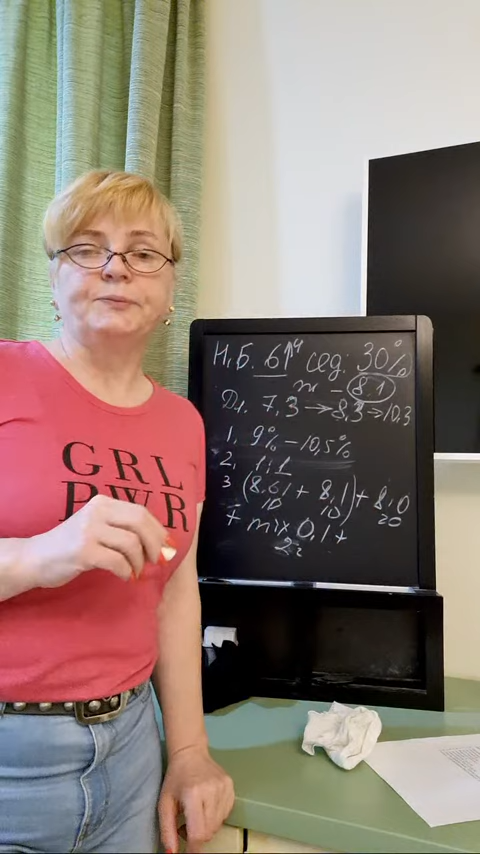 GRL
PWR
Н,Б. 6↑ч сед: 30%
ж – 8.1
Д1. 7,3 → 8,3 → 10,3
1. 9% – 10,5%
2. 1:1
3 (8.61 + 8,1) + 8,0
10 10 20
+ mix 0,1 +
2г